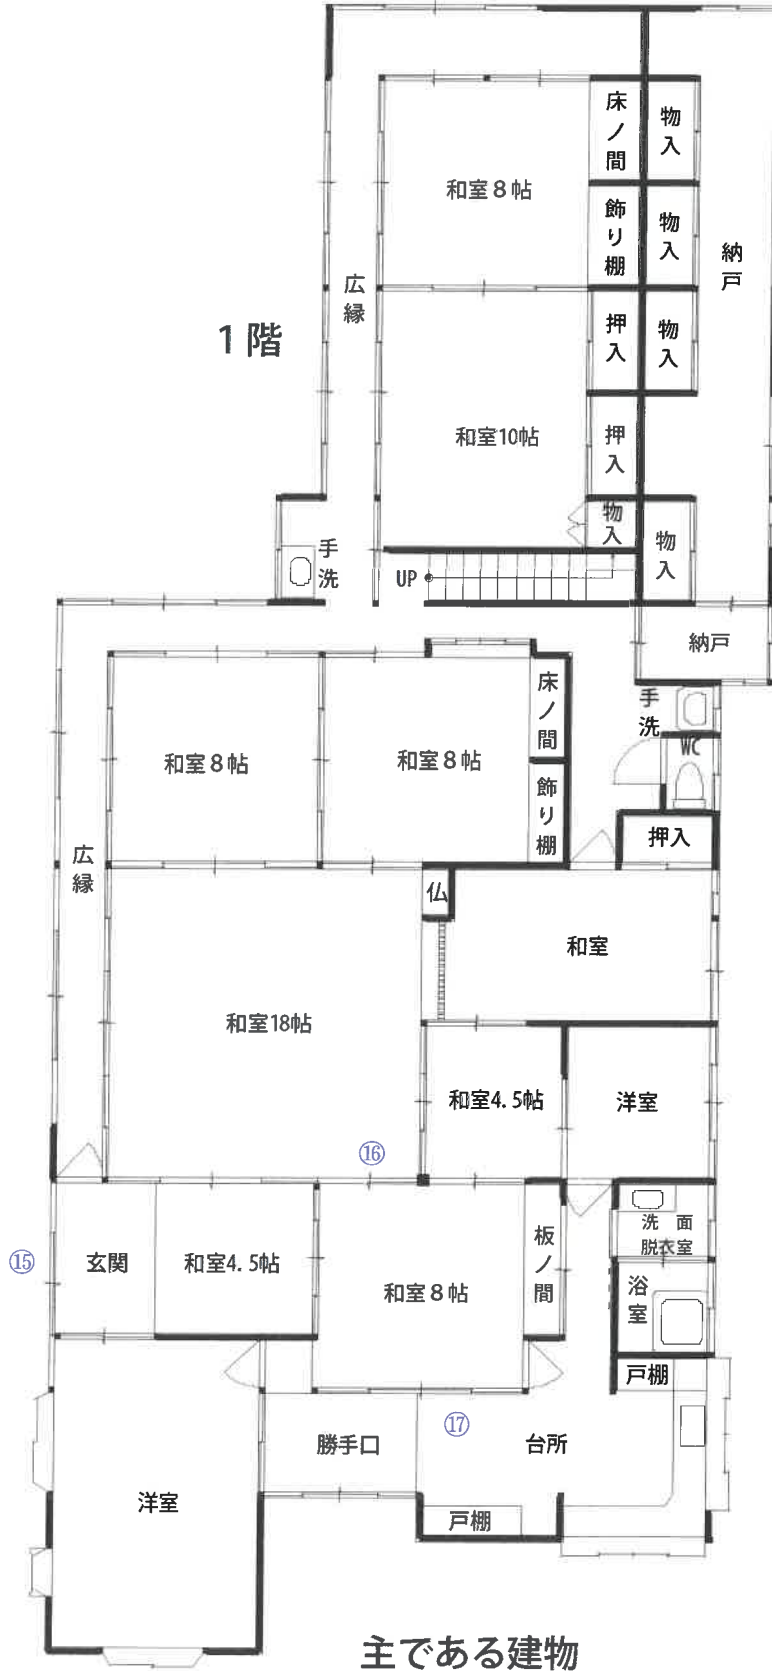 床ノ間
物入
和室８帖
飾り棚
物入
納戸
広縁
１階
押入
物入
和室10帖
押入
物入
物入
手洗
UP
納戸
床ノ間
手洗
和室８帖
和室８帖
WC
飾り棚
押入
広縁
仏
和室
和室18帖
和室4.5帖
洋室
⑯
洗面
脱衣室
板ノ間
⑮
玄関
和室4.5帖
和室８帖
浴室
戸棚
⑰
勝手口
台所
洋室
戸棚
主である建物